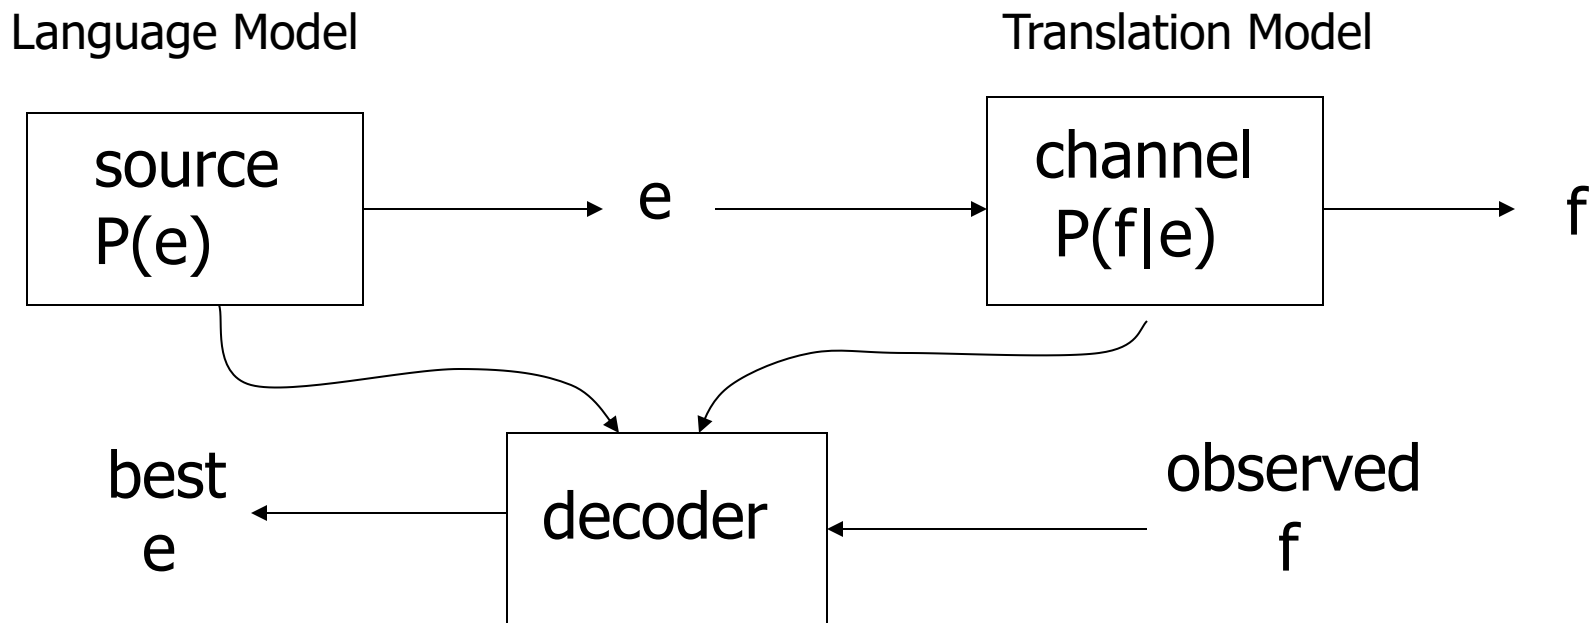 Language Model
Translation Model
source
P(e)
e
channel
P(f|e)
f
best
e
decoder
observed
f